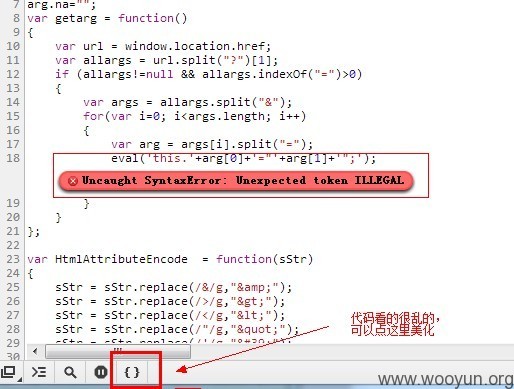 7 arg.na="";
8 var getarg = function()
9 {
10 var url = window.location.href;
11 var allargs = url.split("?")[1];
12 if (allargs!=null && allargs.indexOf("=")>0)
13 {
14 var args = allargs.split("&");
15 for(var i=0; i<args.length; i++)
16 {
17 var arg = args[i].split("=");
18 eval('this.'+arg[0]+'="'+arg[1]+'";');
Uncaught SyntaxError: Unexpected token ILLEGAL
19 }
20 }
21 };
22
23 var HtmlAttributeEncode = function(sStr)
24 {
25 sStr = sStr.replace(/&/g,"&amp;");
26 sStr = sStr.replace(/>/g,"&gt;");
27 sStr = sStr.replace(/</g,"&lt;");
28 sStr = sStr.replace(/"/g,"&quot;");
29 sStr = sStr.replace(/'/g,"&#39;");
代码看的很乱的,
可以点这里美化
{ }
www.wooyun.org